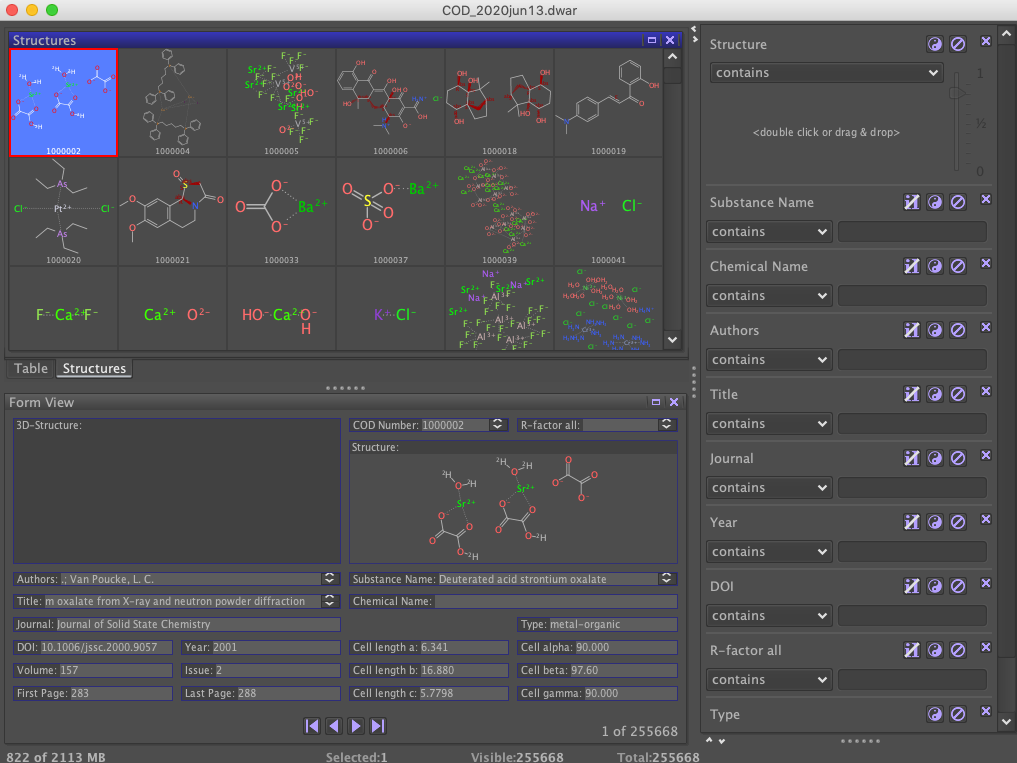 COD_2020jun13.dwar
Structures
1000002
1000004
1000005
1000006
1000018
1000019
1000020
1000021
1000033
1000037
1000039
1000041
Table
Structures
Form View
3D-Structure:
COD Number: 1000002
R-factor all:
Structure:
Authors: .; Van Poucke, L. C.
Substance Name: Deuterated acid strontium oxalate
Title: m oxalate from X-ray and neutron powder diffraction
Chemical Name:
Journal: Journal of Solid State Chemistry
Type: metal-organic
DOI: 10.1006/jssc.2000.9057
Year: 2001
Cell length a: 6.341
Cell alpha: 90.000
Volume: 157
Issue: 2
Cell length b: 16.880
Cell beta: 97.60
First Page: 283
Last Page: 288
Cell length c: 5.7798
Cell gamma: 90.000
1 of 255668
822 of 2113 MB
Selected:1
Visible:255668
Total:255668
Structure
contains
<double click or drag & drop>
1
½
0
Substance Name
contains
Chemical Name
contains
Authors
contains
Title
contains
Journal
contains
Year
contains
DOI
contains
R-factor all
contains
Type